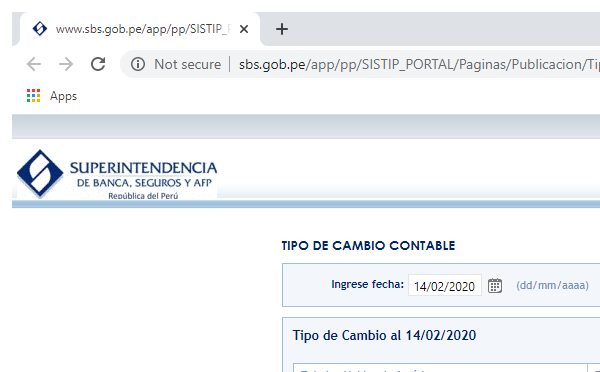 www.sbs.gob.pe/app/pp/SISTIP_
Not secure | sbs.gob.pe/app/pp/SISTIP_PORTAL/Paginas/Publicacion/Tip
Apps
SUPERINTENDENCIA
DE BANCA, SEGUROS Y AFP
República del Perú
TIPO DE CAMBIO CONTABLE
Ingrese fecha: 14/02/2020 (dd/mm/aaaa)
Tipo de Cambio al 14/02/2020